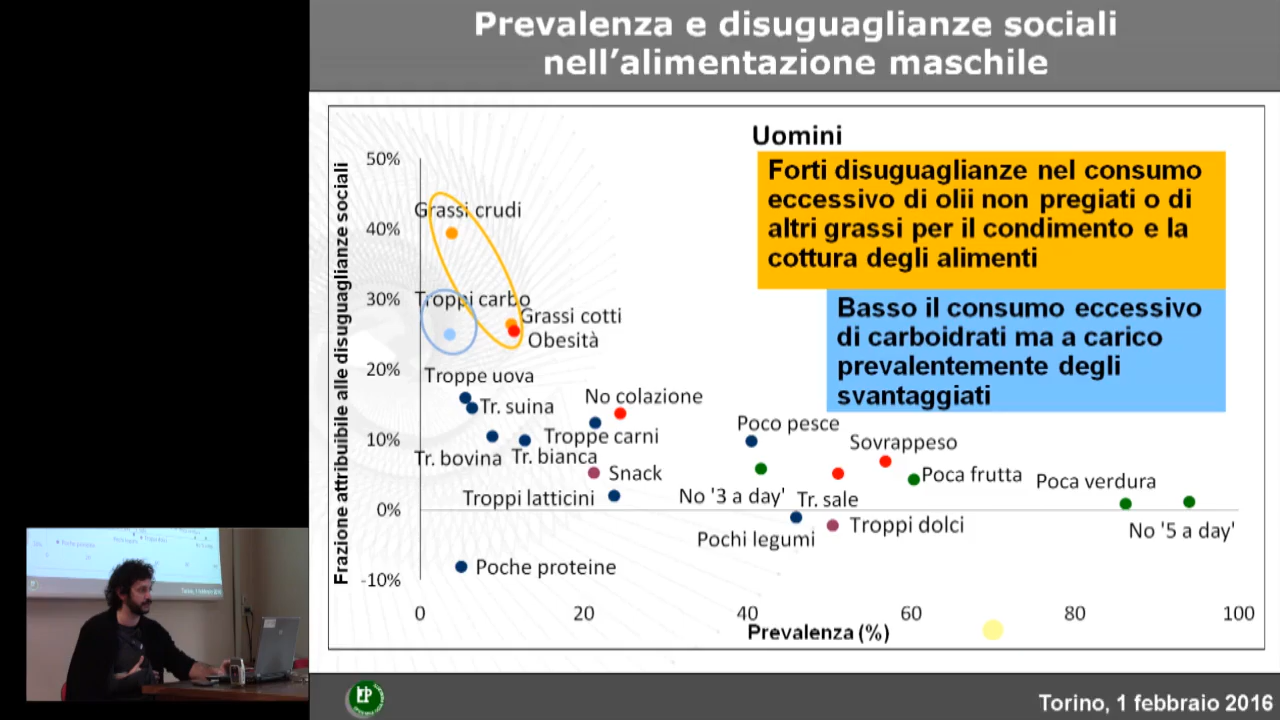 Prevalenza e disuguaglianze sociali
nell’alimentazione maschile
Uomini
Forti disuguaglianze nel consumo
eccessivo di olii non pregiati o di
altri grassi per il condimento e la
cottura degli alimenti
Basso il consumo eccessivo
di carboidrati ma a carico
prevalentemente degli
svantaggiati
Frazione attribuibile alle disuguaglianze sociali
50%
40%
30%
20%
10%
0%
-10%
Grassi crudi
Troppi carbo
Grassi cotti
Obesità
Troppe uova
Tr. suina
No colazione
Troppe carni
Tr. bovina
Tr. bianca
Snack
Troppi latticini
Poco pesce
Sovrappeso
Poca frutta
Poca verdura
No '3 a day'
Tr. sale
Pochi legumi
Troppi dolci
No '5 a day'
Poche proteine
0
20
40
60
80
100
Prevalenza (%)
Torino, 1 febbraio 2016